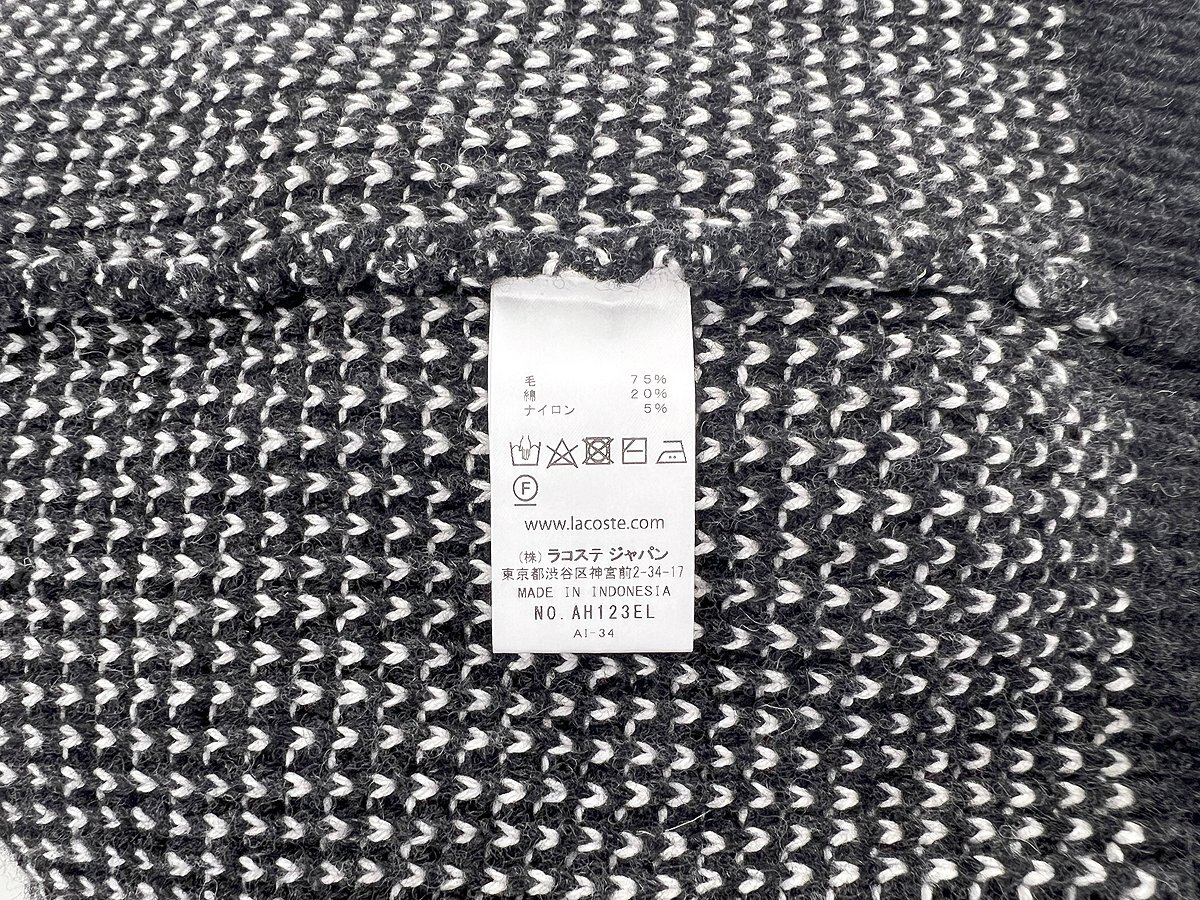 毛 75%
綿 20%
ナイロン 5%
F
www.lacoste.com
(株) ラコステ ジャパン
東京都渋谷区神宮前2-34-17
MADE IN INDONESIA
NO. AH123EL
AI-34